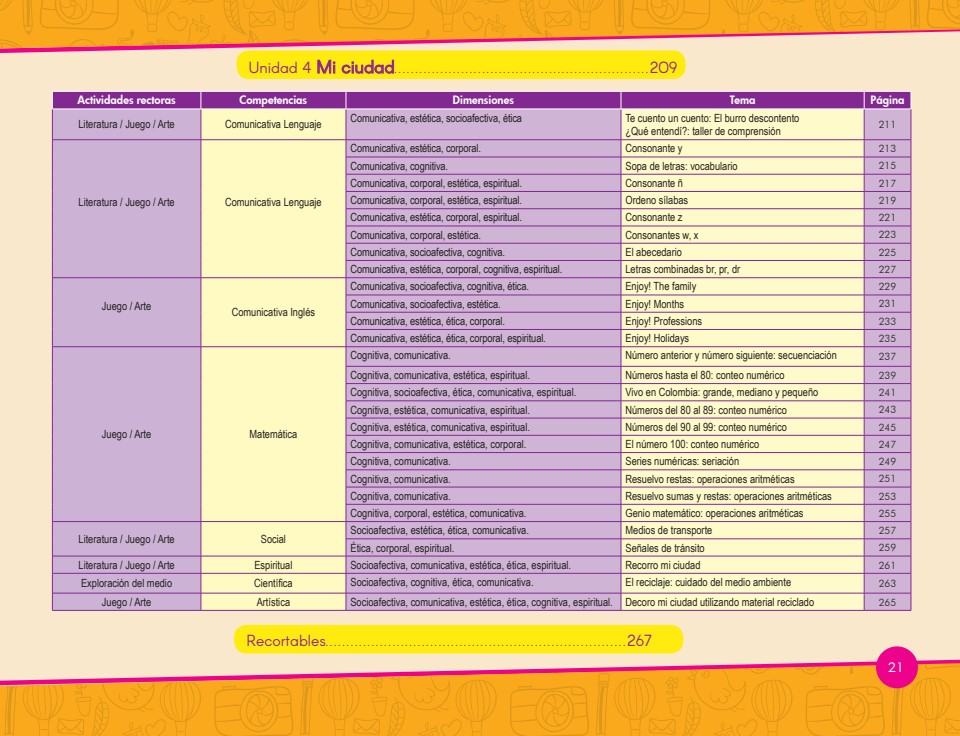 Unidad 4 Mi ciudad........................................................209
Actividades rectoras Competencias Dimensiones Tema Página
Literatura / Juego / Arte Comunicativa Lenguaje Comunicativa, estética, socioafectiva, ética Te cuento un cuento: El burro descontento 211
¿Qué entendí?: taller de comprensión
Literatura / Juego / Arte Comunicativa Lenguaje Comunicativa, estética, corporal. Consonante y 213
Comunicativa, cognitiva. Sopa de letras: vocabulario 215
Comunicativa, corporal, estética, espiritual. Consonante ñ 217
Comunicativa, corporal, estética, espiritual. Ordeno sílabas 219
Comunicativa, estética, corporal, espiritual. Consonante z 221
Comunicativa, corporal, estética. Consonantes w, x 223
Comunicativa, socioafectiva, cognitiva. El abecedario 225
Comunicativa, estética, corporal, cognitiva, espiritual. Letras combinadas br, pr, dr 227
Juego / Arte Comunicativa Inglés Comunicativa, socioafectiva, cognitiva, ética. Enjoy! The family 229
Comunicativa, socioafectiva, estética. Enjoy! Months 231
Comunicativa, estética, ética, corporal. Enjoy! Professions 233
Comunicativa, estética, ética, corporal, espiritual. Enjoy! Holidays 235
Juego / Arte Matemática Cognitiva, comunicativa. Número anterior y número siguiente: secuenciación 237
Cognitiva, comunicativa, estética, espiritual. Números hasta el 80: conteo numérico 239
Cognitiva, socioafectiva, ética, comunicativa, espiritual. Vivo en Colombia: grande, mediano y pequeño 241
Cognitiva, estética, comunicativa, espiritual. Números del 80 al 89: conteo numérico 243
Cognitiva, estética, comunicativa, espiritual. Números del 90 al 99: conteo numérico 245
Cognitiva, comunicativa, estética, corporal. El número 100: conteo numérico 247
Cognitiva, comunicativa. Series numéricas: seriación 249
Cognitiva, comunicativa. Resuelvo restas: operaciones aritméticas 251
Cognitiva, comunicativa. Resuelvo sumas y restas: operaciones aritméticas 253
Cognitiva, corporal, estética, comunicativa. Genio matemático: operaciones aritméticas 255
Literatura / Juego / Arte Social Socioafectiva, estética, ética, comunicativa. Medios de transporte 257
Ética, corporal, espiritual. Señales de tránsito 259
Literatura / Juego / Arte Espiritual Socioafectiva, comunicativa, estética, ética, espiritual. Recorro mi ciudad 261
Exploración del medio Científica Socioafectiva, cognitiva, ética, comunicativa. El reciclaje: cuidado del medio ambiente 263
Juego / Arte Artística Socioafectiva, comunicativa, estética, ética, cognitiva, espiritual. Decoro mi ciudad utilizando material reciclado 265
Recortables.................................................................267
21